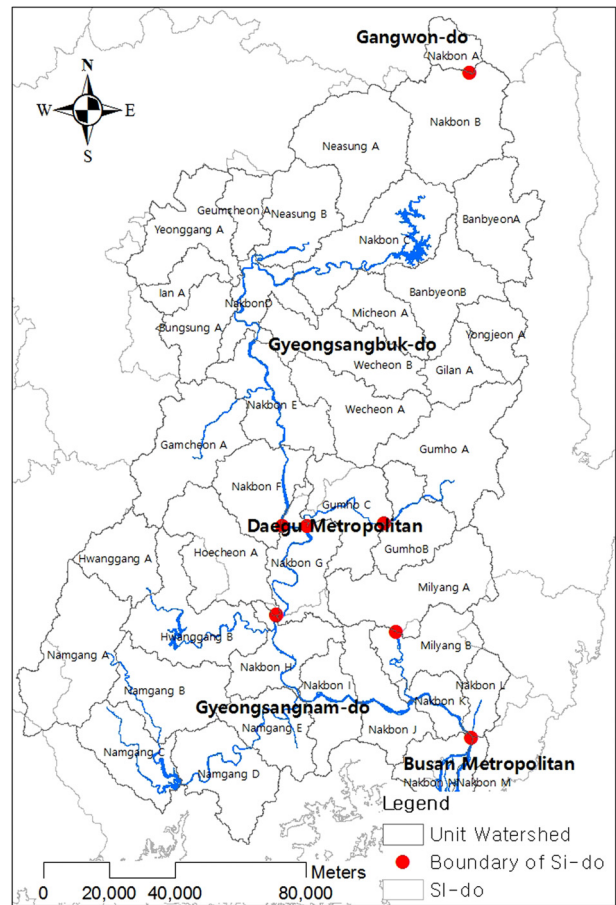 Gangwon-do
Nakbon A
N
W E
S
Nakbon B
Neasung A
Geumcheon A
Neasung B
BanbyeonA
Yeonggang A
Nakbon C
Ian A
NakbonD
BanbyeonB
Micheon A
Bungsung A
Yongjeon A
Gyeongsangbuk-do
Wecheon B
Gilan A
Nakbon E
Wecheon A
Gamcheon A
Gumho A
Nakbon F
Gumho C
Daegu Metropolitan
Hoecheon A
GumhoB
Hwanggang A
Nakbon G
Milyang A
Hwanggang B
Milyang B
Namgang A
Nakbon H
Nakbon I
Nakbon L
Namgang B
Nakbon K
Gyeongsangnam-do
Namgang E
Nakbon J
Namgang C
Busan Metropolitan
Namgang D
Nakbon N
Nakbon M
Legend
Unit Watershed
Boundary of Si-do
SI-do
Meters
0 20,000 40,000 80,000